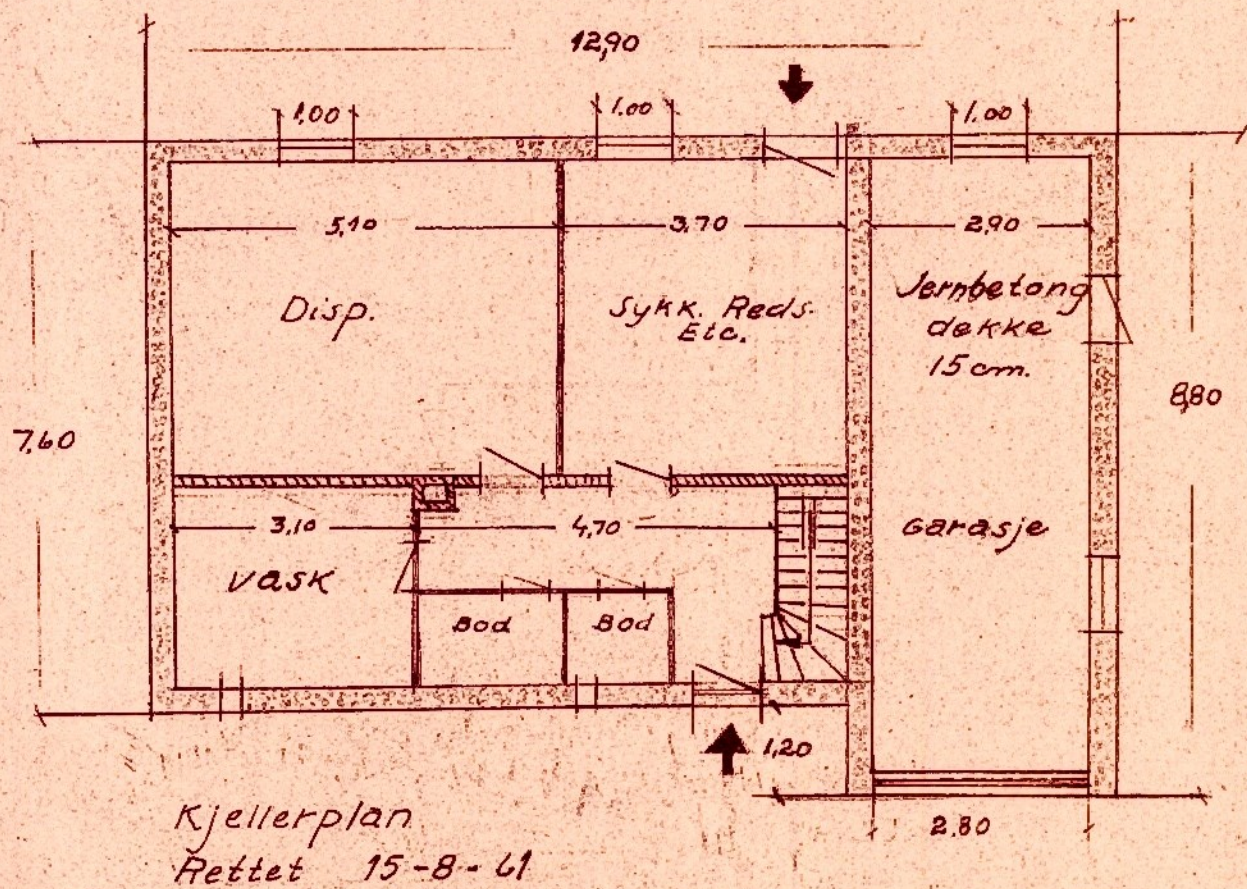 12,90
1,00
1,00
1,00
5,10
3,70
2,90
Disp.
Sykk. Reds.
Etc.
Jernbetong
dekke
15 cm.
8,80
7,60
3,10
4,70
Garasje
Vask
Bod
Bod
1,20
2,80
Kjellerplan
Rettet 15-8-61